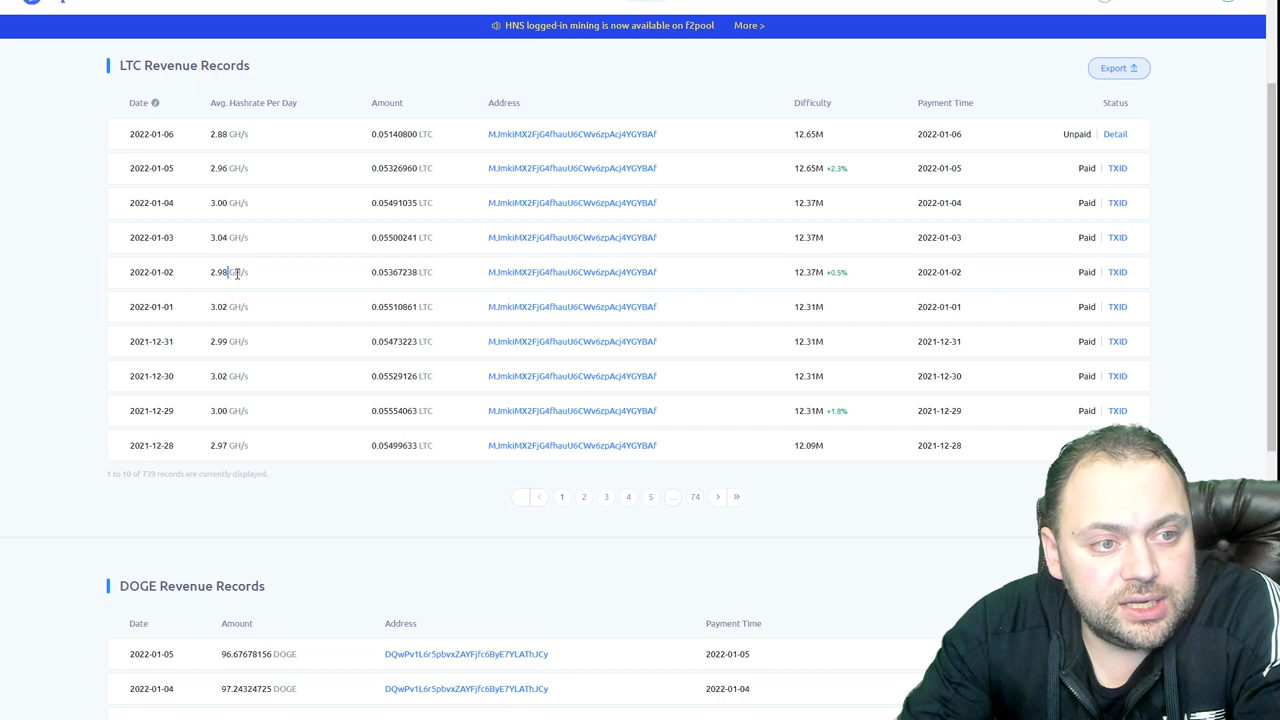 HNS logged-in mining is now available on f2pool More >
LTC Revenue Records
Export
Date Avg. Hashrate Per Day Amount Address Difficulty Payment Time Status
2022-01-06 2.88 GH/s 0.05140800 LTC MJmkiMX2FjG4fhauU6CWv6zpAcj4YGYBAf 12.65M 2022-01-06 Unpaid Detail
2022-01-05 2.96 GH/s 0.05326960 LTC MJmkiMX2FjG4fhauU6CWv6zpAcj4YGYBAf 12.65M +2.3% 2022-01-05 Paid TXID
2022-01-04 3.00 GH/s 0.05491035 LTC MJmkiMX2FjG4fhauU6CWv6zpAcj4YGYBAf 12.37M 2022-01-04 Paid TXID
2022-01-03 3.04 GH/s 0.05500241 LTC MJmkiMX2FjG4fhauU6CWv6zpAcj4YGYBAf 12.37M 2022-01-03 Paid TXID
2022-01-02 2.98 GH/s 0.05367238 LTC MJmkiMX2FjG4fhauU6CWv6zpAcj4YGYBAf 12.37M +0.5% 2022-01-02 Paid TXID
2022-01-01 3.02 GH/s 0.05510861 LTC MJmkiMX2FjG4fhauU6CWv6zpAcj4YGYBAf 12.31M 2022-01-01 Paid TXID
2021-12-31 2.99 GH/s 0.05473223 LTC MJmkiMX2FjG4fhauU6CWv6zpAcj4YGYBAf 12.31M 2021-12-31 Paid TXID
2021-12-30 3.02 GH/s 0.05529126 LTC MJmkiMX2FjG4fhauU6CWv6zpAcj4YGYBAf 12.31M 2021-12-30 Paid TXID
2021-12-29 3.00 GH/s 0.05554063 LTC MJmkiMX2FjG4fhauU6CWv6zpAcj4YGYBAf 12.31M +1.8% 2021-12-29 Paid TXID
2021-12-28 2.97 GH/s 0.05499633 LTC MJmkiMX2FjG4fhauU6CWv6zpAcj4YGYBAf 12.09M 2021-12-28
1 to 10 of 739 records are currently displayed.
< 1 2 3 4 5 ... 74 > »
DOGE Revenue Records
Date Amount Address Payment Time
2022-01-05 96.67678156 DOGE DQwPv1L6r5pbvxZAYFjfc6ByE7YLAThJCy 2022-01-05
2022-01-04 97.24324725 DOGE DQwPv1L6r5pbvxZAYFjfc6ByE7YLAThJCy 2022-01-04